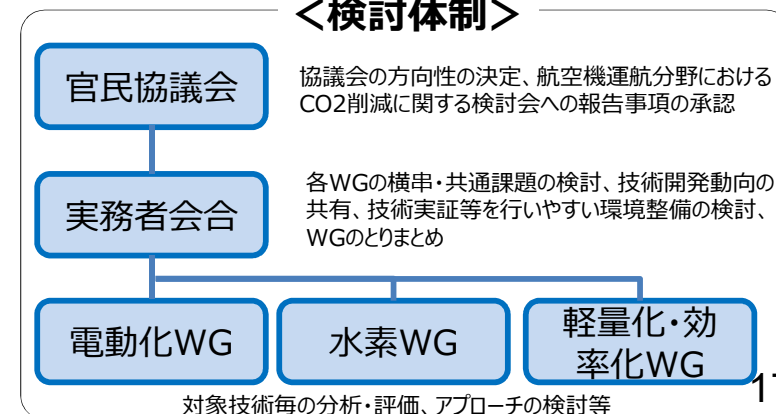 ＜検討体制＞
官民協議会
協議会の方向性の決定、航空機運航分野における
CO2削減に関する検討会への報告事項の承認
実務者会合
各WGの横串・共通課題の検討、技術開発動向の
共有、技術実証等を行いやすい環境整備の検討、
WGのとりまとめ
電動化WG
水素WG
軽量化・効
率化WG
対象技術毎の分析・評価、アプローチの検討等